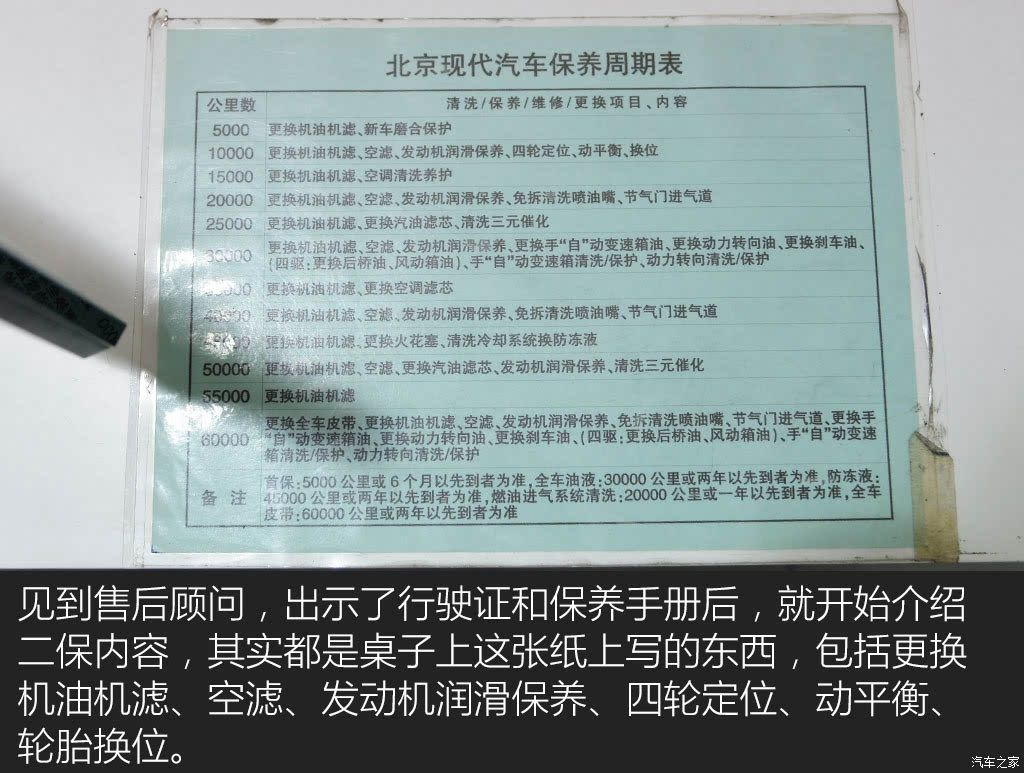 北京现代汽车保养周期表
公里数 清洗/保养/维修/更换项目、内容
5000 更换机油机滤、新车磨合保护
10000 更换机油机滤、空滤、发动机润滑保养、四轮定位、动平衡、换位
15000 更换机油机滤、空调清洗养护
20000 更换机油机滤、空滤、发动机润滑保养、免拆清洗喷油嘴、节气门进气道
25000 更换机油机滤、更换汽油滤芯、清洗三元催化
30000 更换机油机滤、空滤、发动机润滑保养、更换手“自”动变速箱油、更换动力转向油、更换刹车油、
(四驱:更换后桥油、风动箱油)、手“自”动变速箱清洗/保护、动力转向清洗/保护
更换机油机滤、更换空调滤芯
40000 更换机油机滤、空滤、发动机润滑保养、免拆清洗喷油嘴、节气门进气道
更换机油机滤、更换火花塞、清洗冷却系统换防冻液
50000 更换机油机滤、空滤、更换汽油滤芯、发动机润滑保养、清洗三元催化
55000 更换机油机滤
60000 更换全车皮带、更换机油机滤、空滤、发动机润滑保养、免拆清洗喷油嘴、节气门进气道、更换手
“自”动变速箱油、更换动力转向油、更换刹车油、(四驱:更换后桥油、风动箱油)、手“自”动变速
箱清洗/保护、动力转向清洗/保护
备注 首保:5000公里或6个月以先到者为准,全车油液:30000公里或两年以先到者为准,防冻液:
45000公里或两年以先到者为准,燃油进气系统清洗:20000公里或一年以先到者为准,全车
皮带:60000公里或两年以先到者为准
见到售后顾问，出示了行驶证和保养手册后，就开始介绍
二保内容，其实都是桌子上这张纸上写的东西，包括更换
机油机滤、空滤、发动机润滑保养、四轮定位、动平衡、
轮胎换位。
汽车之家